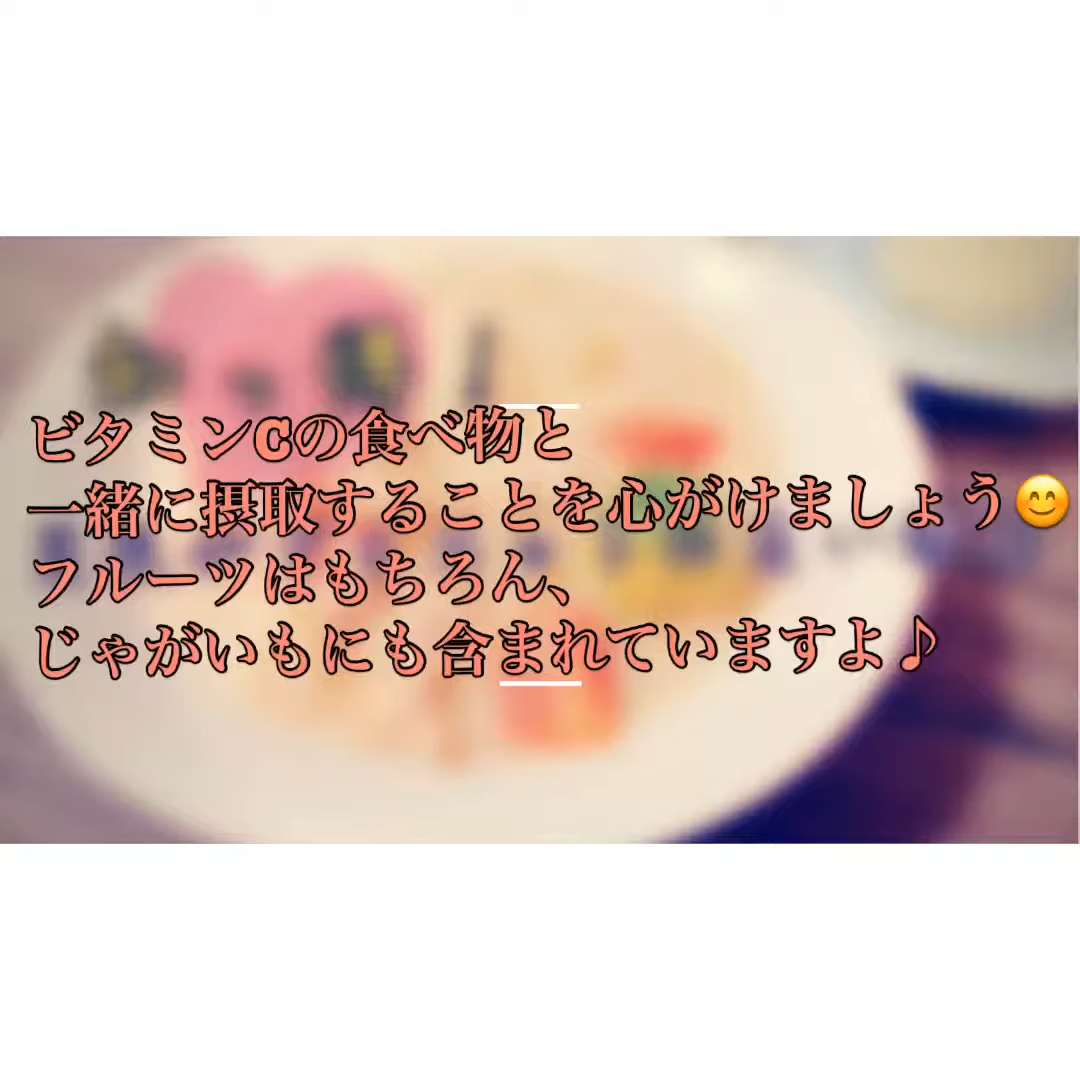 ビタミンCの食べ物と
一緒に摂取することを心がけましょう😊
フルーツはもちろん、
じゃがいもにも含まれていますよ♪